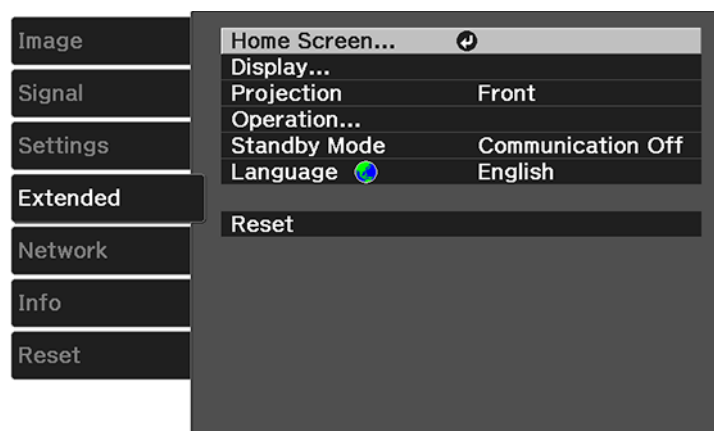 Image
Signal
Settings
Extended
Network
Info
Reset
Home Screen...
Display...
Projection Front
Operation...
Standby Mode Communication Off
Language English
Reset